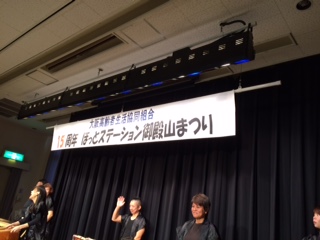 大阪高齢者生活協同組合
15周年 ほっとステーション御殿山まつり